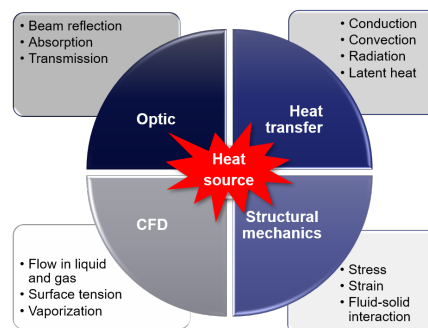 • Beam reflection
• Absorption
• Transmission
• Conduction
• Convection
• Radiation
• Latent heat
Optic
Heat
transfer
Heat
source
CFD
Structural
mechanics
• Flow in liquid
and gas
• Surface tension
• Vaporization
• Stress
• Strain
• Fluid-solid
interaction